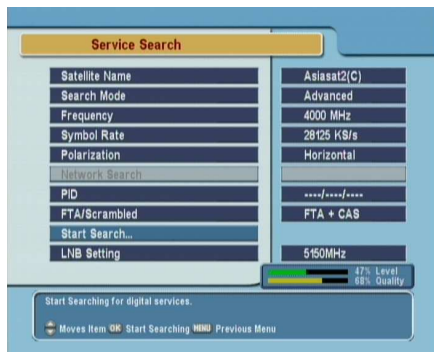 Service Search
Satellite Name Asiasat2(C)
Search Mode Advanced
Frequency 4000 MHz
Symbol Rate 28125 KS/s
Polarization Horizontal
Network Search
PID ----/----/----
FTA/Scrambled FTA + CAS
Start Search...
LNB Setting 5150MHz
47% Level
68% Quality
Start Searching for digital services.
Moves Item OK Start Searching MENU Previous Menu